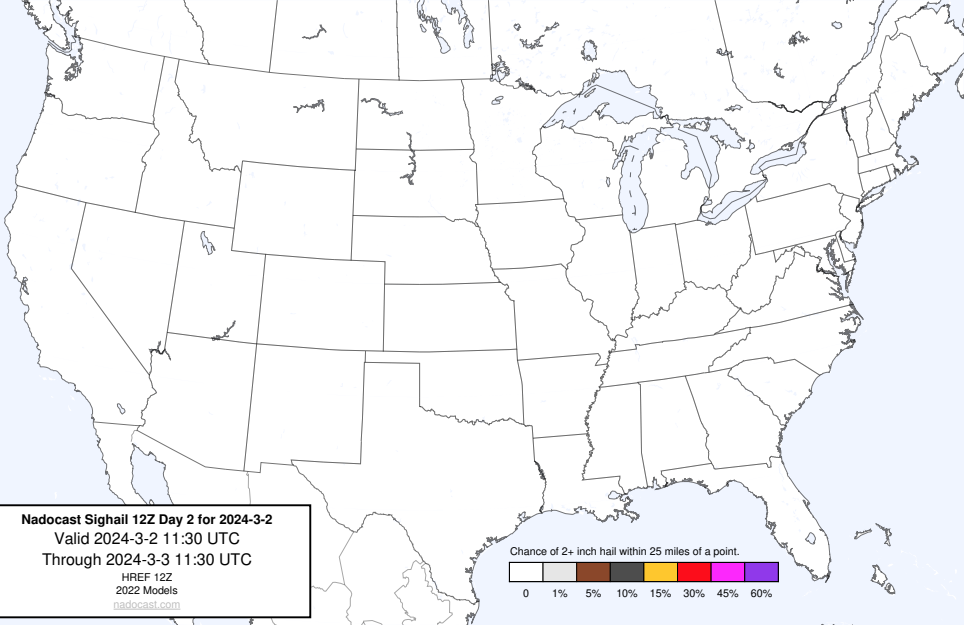 Nadocast Sighail 12Z Day 2 for 2024-3-2
Valid 2024-3-2 11:30 UTC
Through 2024-3-3 11:30 UTC
HREF 12Z
2022 Models
nadocast.com
Chance of 2+ inch hail within 25 miles of a point.
0 1% 5% 10% 15% 30% 45% 60%